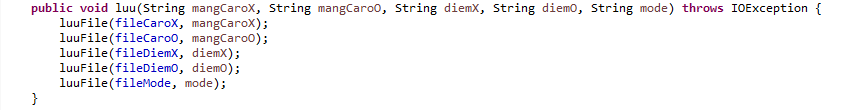 public void luu(String mangCaroX, String mangCaroO, String diemX, String diemO, String mode) throws IOException {
luuFile(fileCaroX, mangCaroX);
luuFile(fileCaroO, mangCaroO);
luuFile(fileDiemX, diemX);
luuFile(fileDiemO, diemO);
luuFile(fileMode, mode);
}